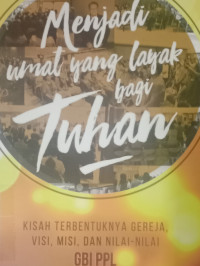 Menjadi
umat yang layak
bagi
Tuhan
KISAH TERBENTUKNYA GEREJA,
VISI, MISI, DAN NILAI-NILAI
GBI PPL